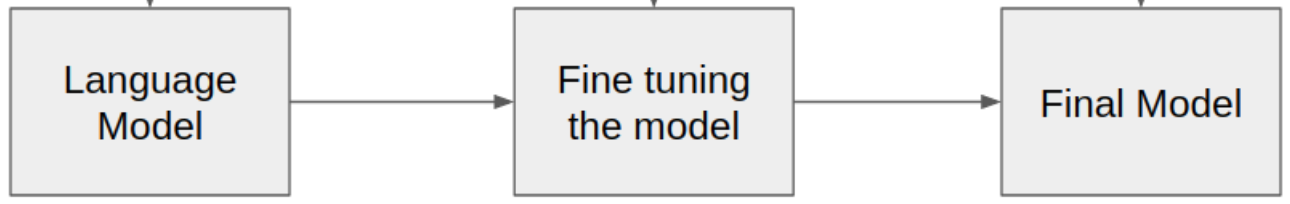 Language
Model
Fine tuning
the model
Final Model